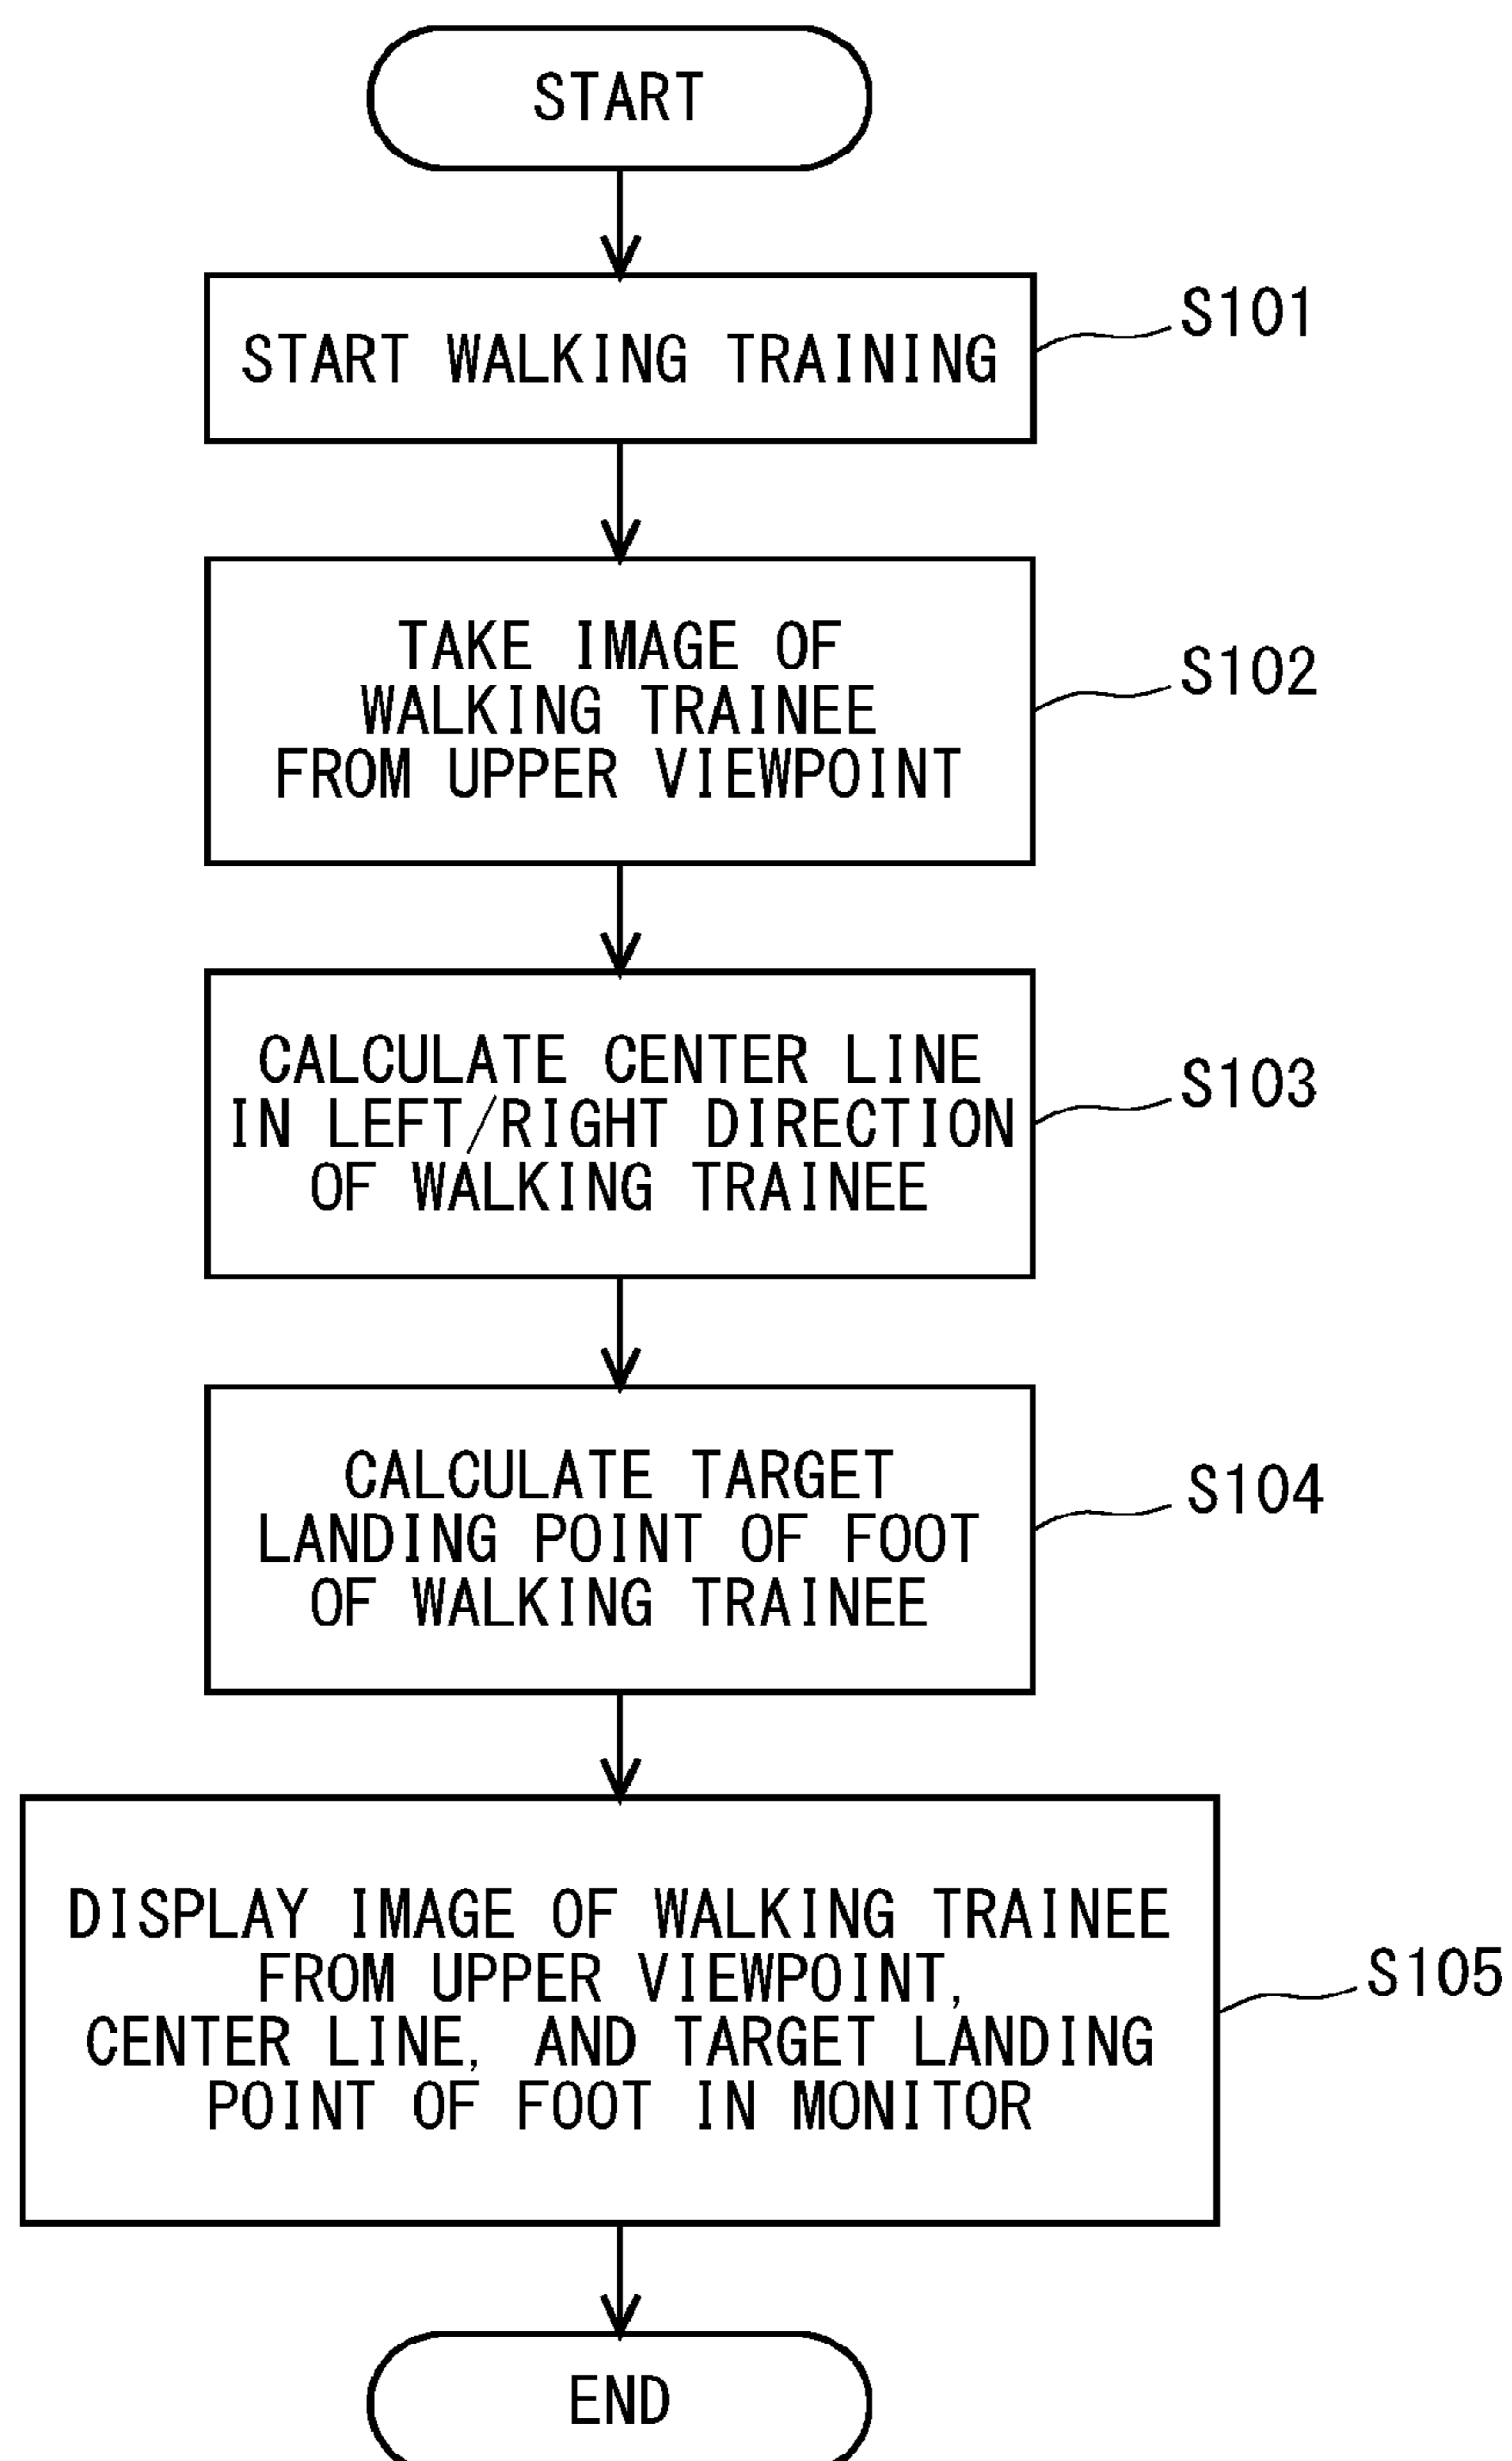 START
START WALKING TRAINING
S101
TAKE IMAGE OF
WALKING TRAINEE
FROM UPPER VIEWPOINT
S102
CALCULATE CENTER LINE
IN LEFT/RIGHT DIRECTION
OF WALKING TRAINEE
S103
CALCULATE TARGET
LANDING POINT OF FOOT
OF WALKING TRAINEE
S104
DISPLAY IMAGE OF WALKING TRAINEE
FROM UPPER VIEWPOINT,
CENTER LINE, AND TARGET LANDING
POINT OF FOOT IN MONITOR
S105
END